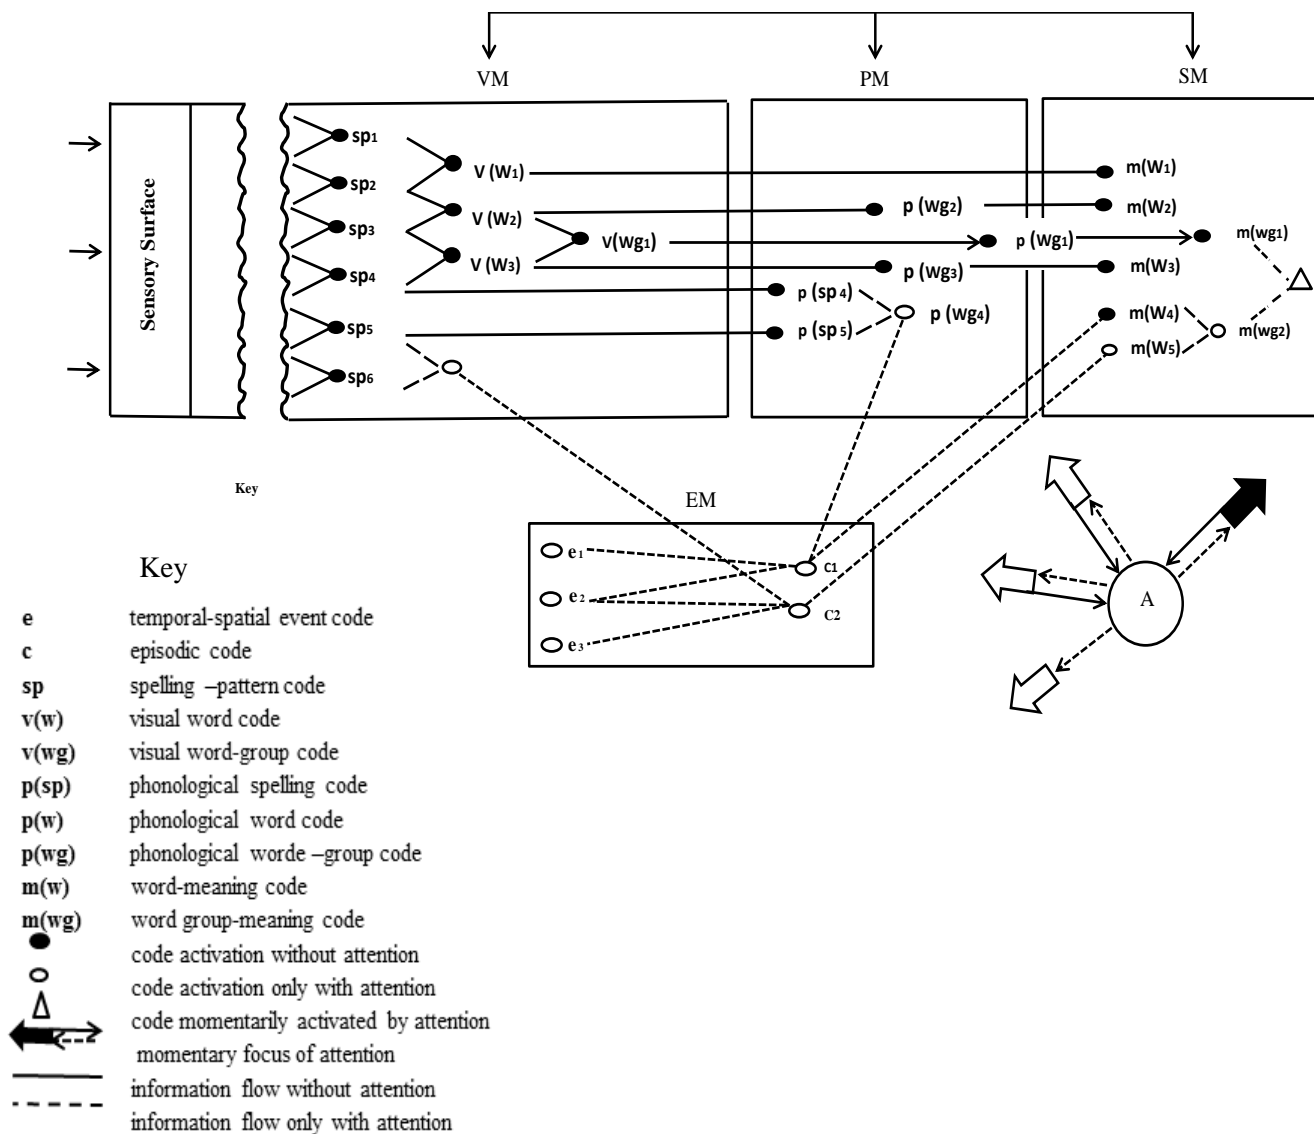 VM PM SM
Sensory Surface
sp1
sp2
sp3
sp4
sp5
sp6
V (W1)
V (W2)
V (W3)
v(wg1)
p (wg2)
p (wg1)
p (wg3)
p (sp 4)
p (sp 5)
p (wg4)
m(W1)
m(W2)
m(wg1)
m(W3)
m(W4)
m(wg2)
m(W5)
Key
EM
e 1
e 2
e 3
C1
C2
A
Key
e temporal-spatial event code
c episodic code
sp spelling –pattern code
v(w) visual word code
v(wg) visual word-group code
p(sp) phonological spelling code
p(w) phonological word code
p(wg) phonological worde –group code
m(w) word-meaning code
m(wg) word group-meaning code
code activation without attention
code activation only with attention
code momentarily activated by attention
momentary focus of attention
information flow without attention
information flow only with attention